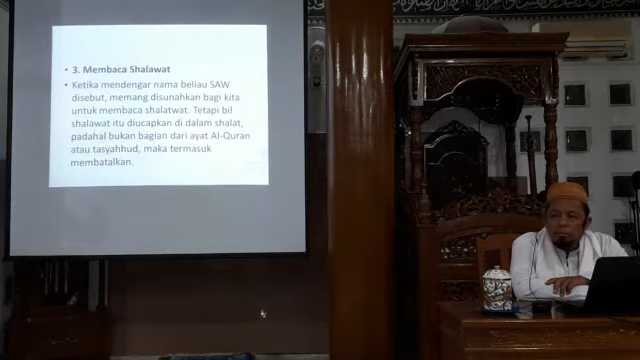 • 3. Membaca Shalawat
• Ketika mendengar nama beliau SAW
disebut, memang disunahkan bagi kita
untuk membaca shalatwat. Tetapi bil
shalawat itu diucapkan di dalam shalat,
padahal bukan bagian dari ayat Al-Quran
atau tasyahhud, maka termasuk
membatalkan.